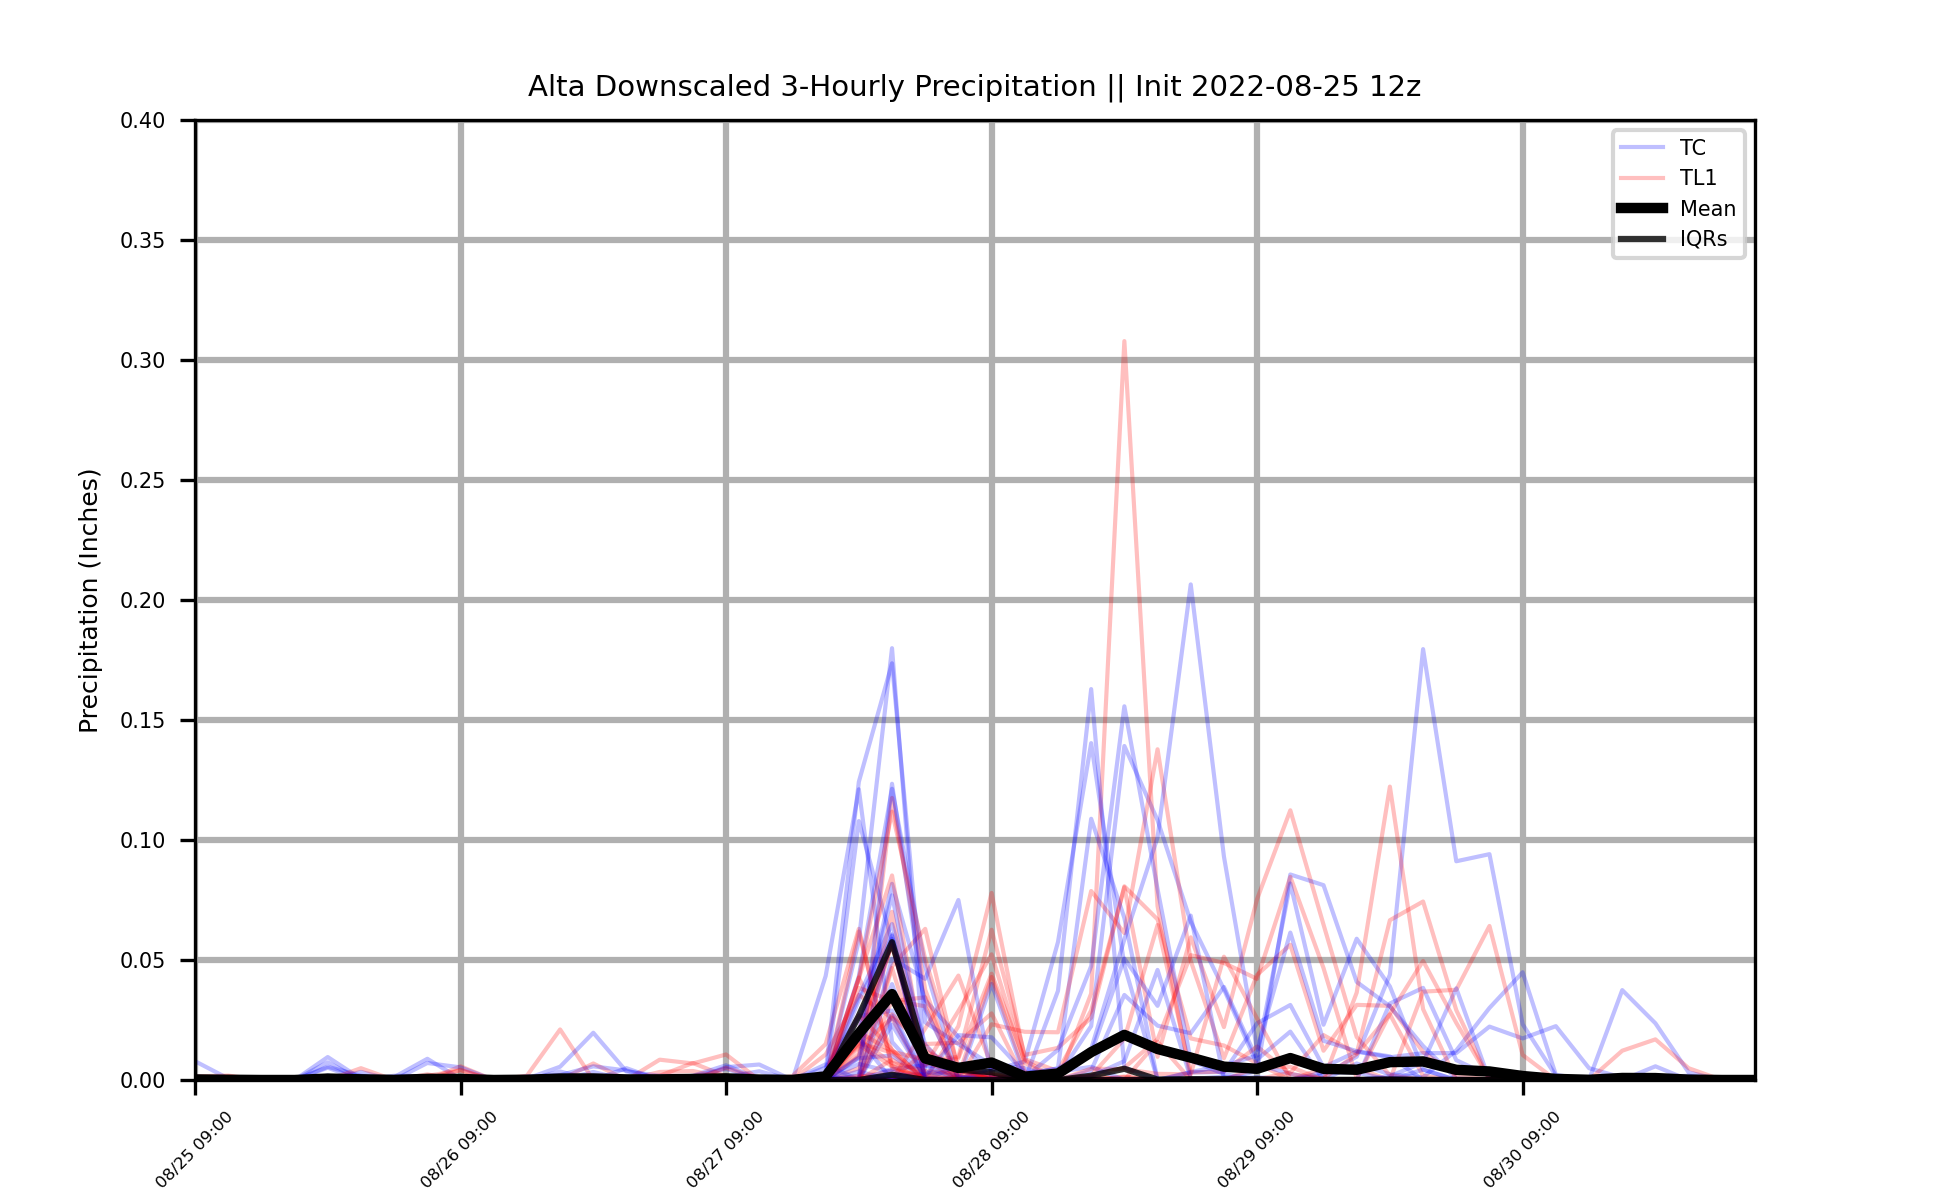 Alta Downscaled 3-Hourly Precipitation || Init 2022-08-25 12z
TC
TL1
Mean
IQRs
Precipitation (Inches)
0.40
0.35
0.30
0.25
0.20
0.15
0.10
0.05
0.00
08/25 09:00
08/26 09:00
08/27 09:00
08/28 09:00
08/29 09:00
08/30 09:00